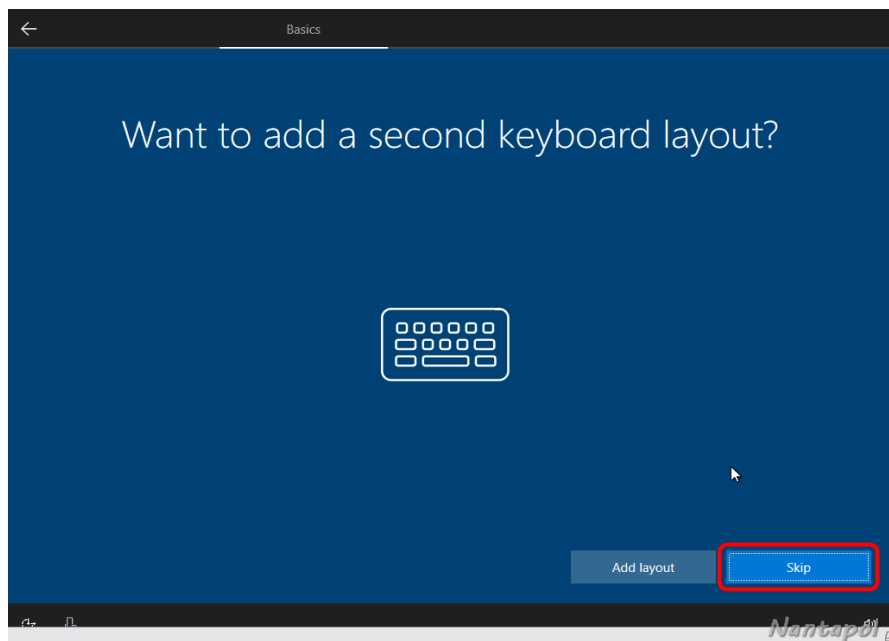 Basics
Want to add a second keyboard layout?
Add layout
Skip
Nantapol